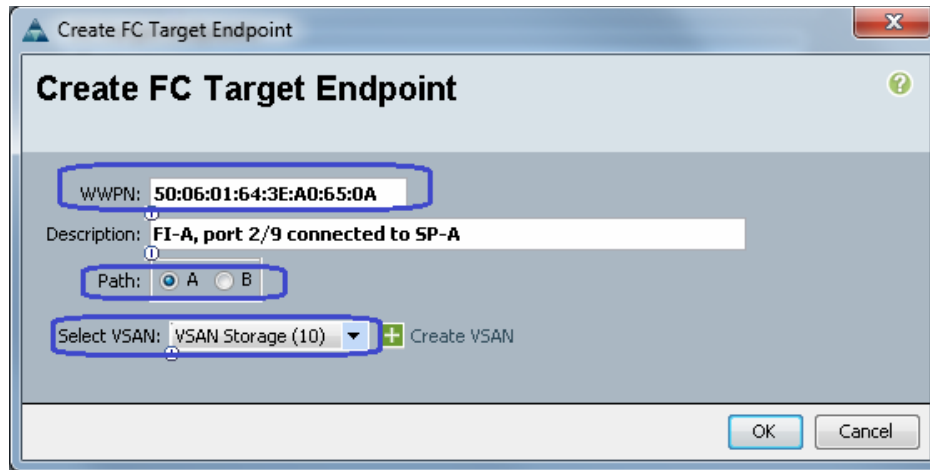 Create FC Target Endpoint
Create FC Target Endpoint
WWPN: 50:06:01:64:3E:A0:65:0A
Description: FI-A, port 2/9 connected to SP-A
Path: A B
Select VSAN: VSAN Storage (10) Create VSAN
OK Cancel